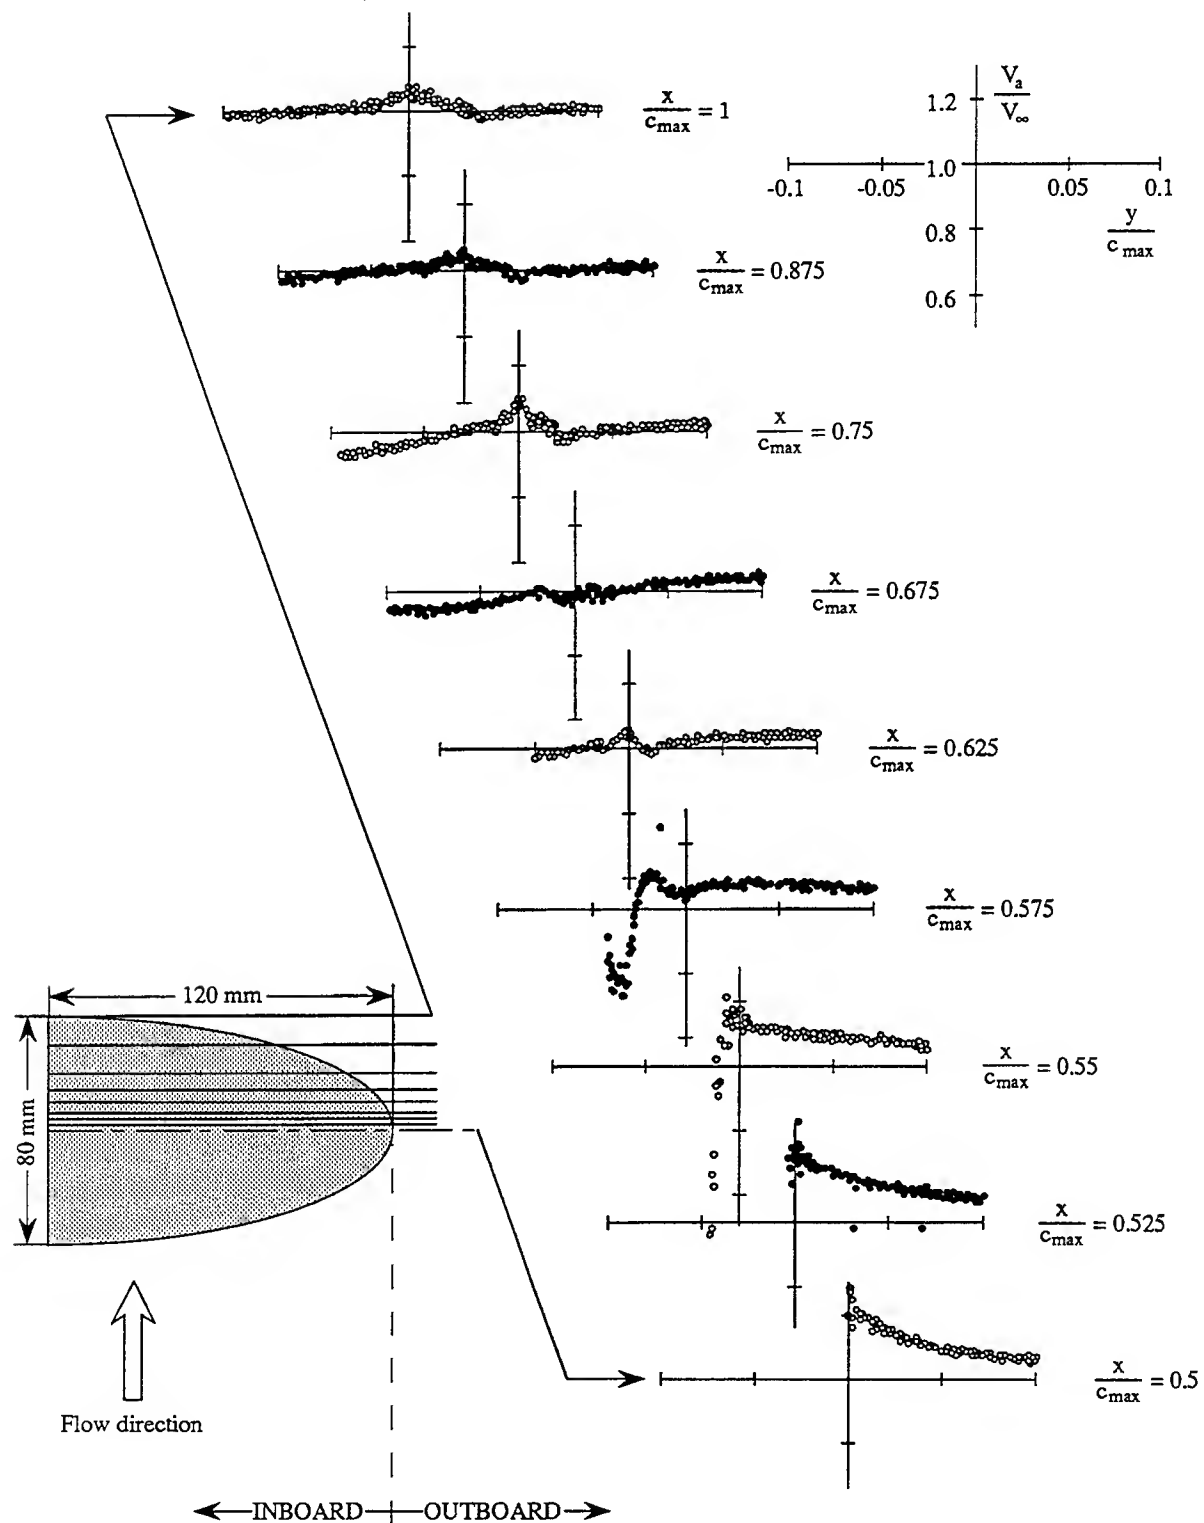 x/c_max = 1
V_a/V_∞
1.2
1.0
-0.1 -0.05 0.05 0.1
y/c_max
0.8
0.6
x/c_max = 0.875
x/c_max = 0.75
x/c_max = 0.675
x/c_max = 0.625
x/c_max = 0.575
120 mm
x/c_max = 0.55
80 mm
x/c_max = 0.525
x/c_max = 0.5
Flow direction
INBOARD OUTBOARD